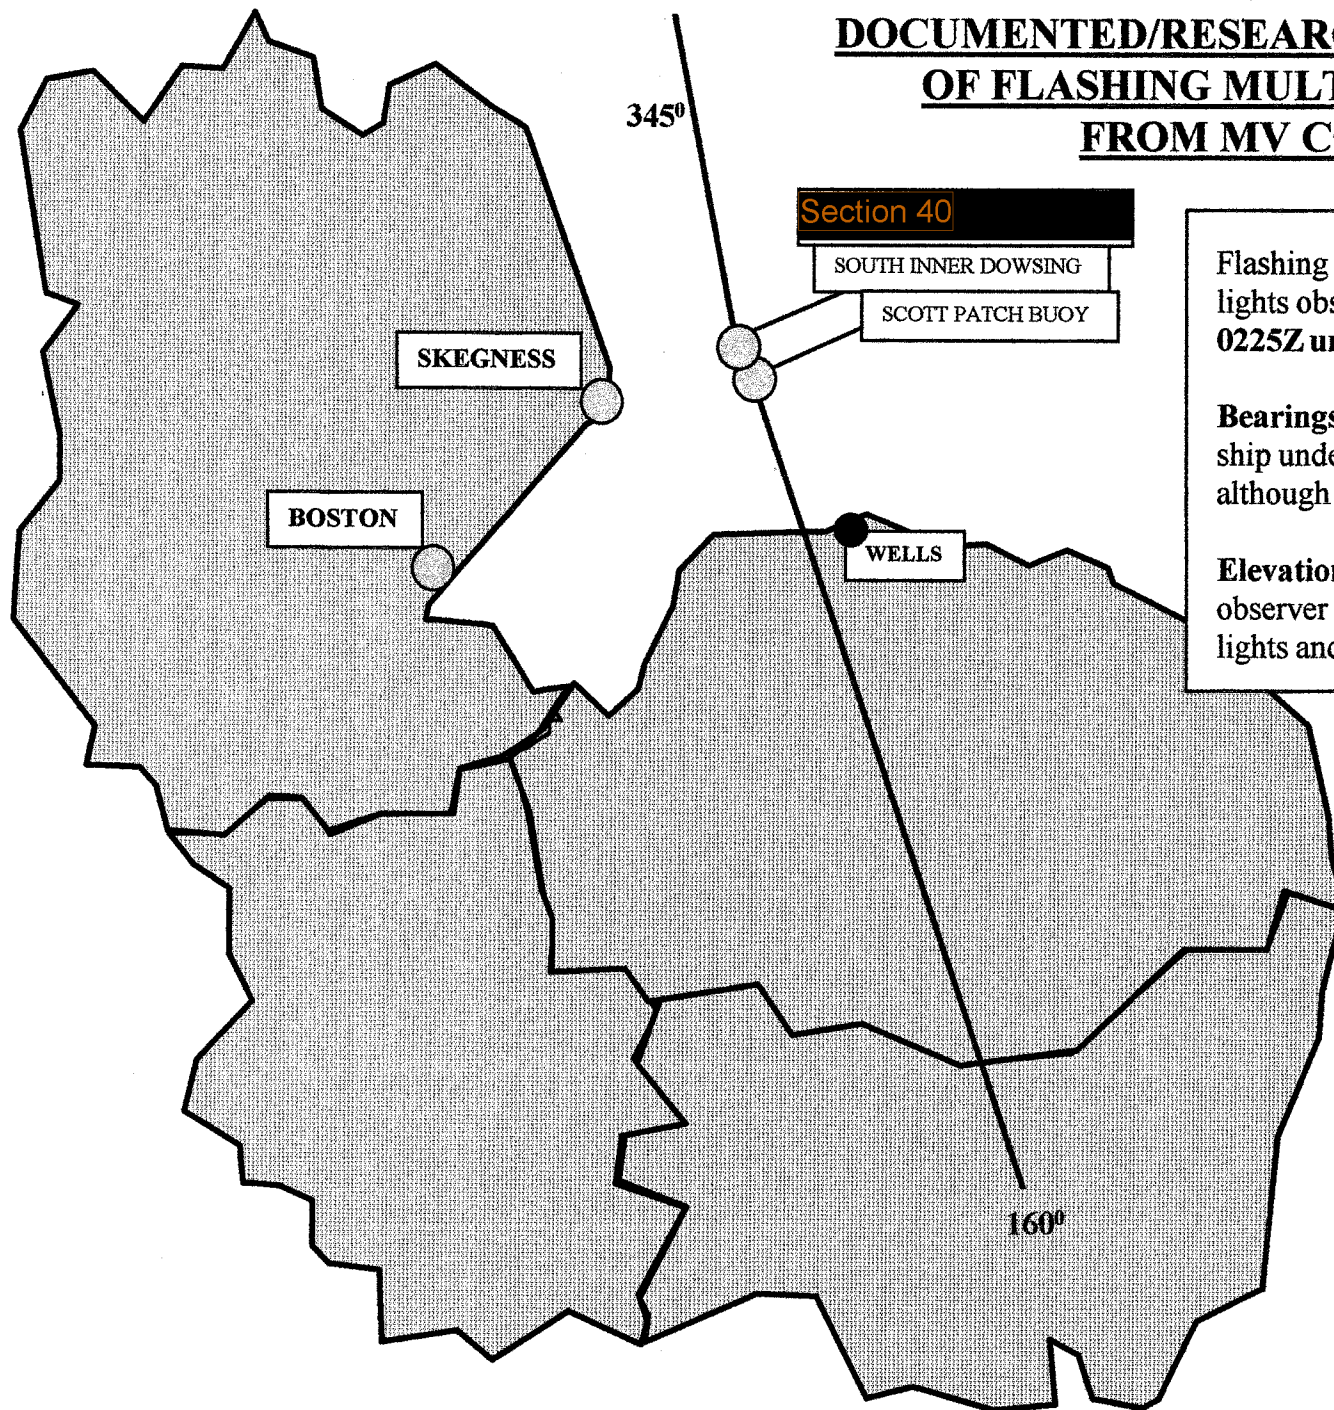 DOCUMENTED/RESEAR
OF FLASHING MULT
FROM MV C
345⁰
Section 40
SOUTH INNER DOWSING
SCOTT PATCH BUOY
Flashing
lights obs
0225Z u
Bearings
ship unde
although
Elevation
observer
lights and
SKEGNESS
BOSTON
WELLS
160⁰